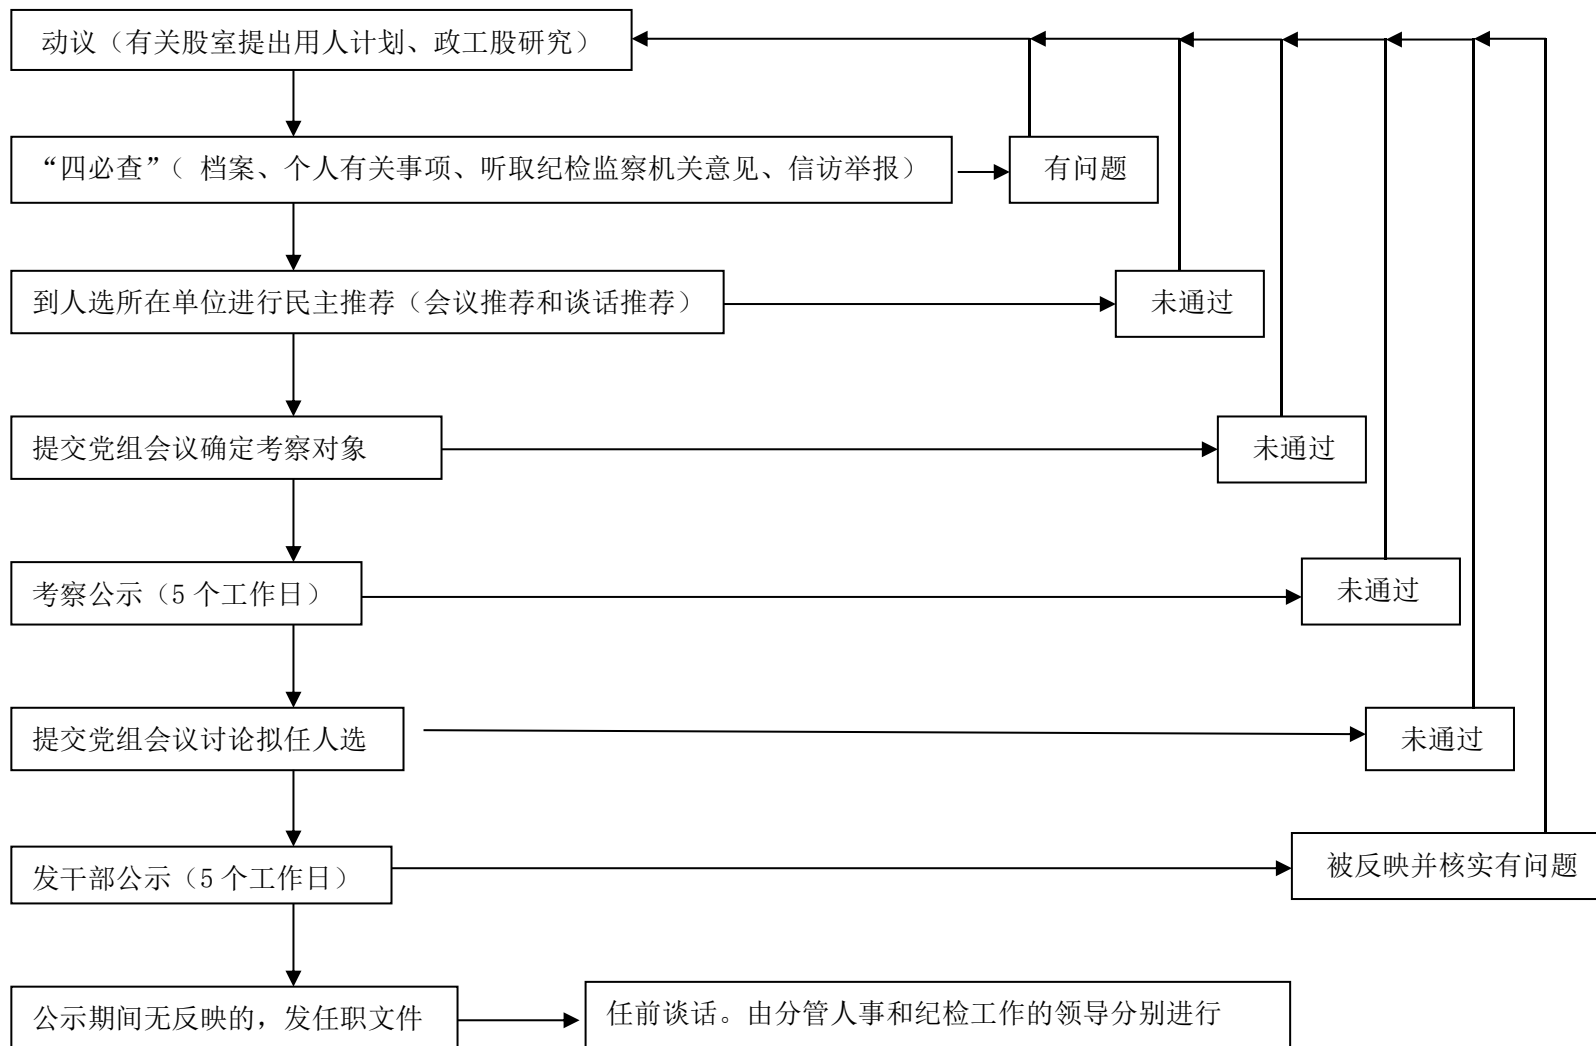 动议（有关股室提出用人计划、政工股研究）
“四必查”（ 档案、个人有关事项、听取纪检监察机关意见、信访举报）
有问题
到人选所在单位进行民主推荐（会议推荐和谈话推荐）
未通过
提交党组会议确定考察对象
未通过
考察公示（5 个工作日）
未通过
提交党组会议讨论拟任人选
未通过
发干部公示（5 个工作日）
被反映并核实有问题
公示期间无反映的，发任职文件
任前谈话。由分管人事和纪检工作的领导分别进行